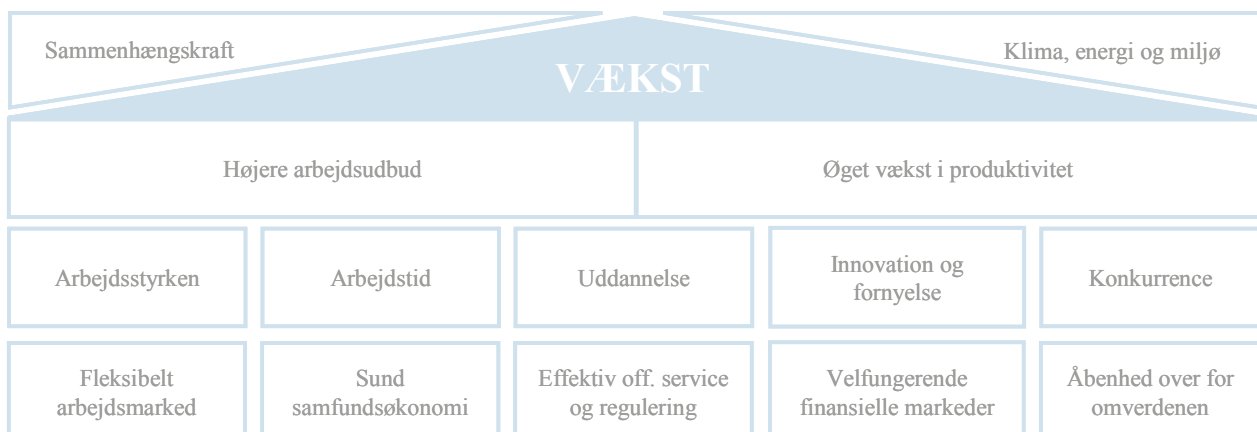 Sammenhængskraft
Klima, energi og miljø
VÆKST
Højere arbejdsudbud
Øget vækst i produktivitet
Arbejdsstyrken
Arbejdstid
Uddannelse
Innovation og
fornyelse
Konkurrence
Fleksibelt
arbejdsmarked
Sund
samfundsøkonomi
Effektiv off. service
og regulering
Velfungerende
finansielle markeder
Åbenhed over for
omverdenen